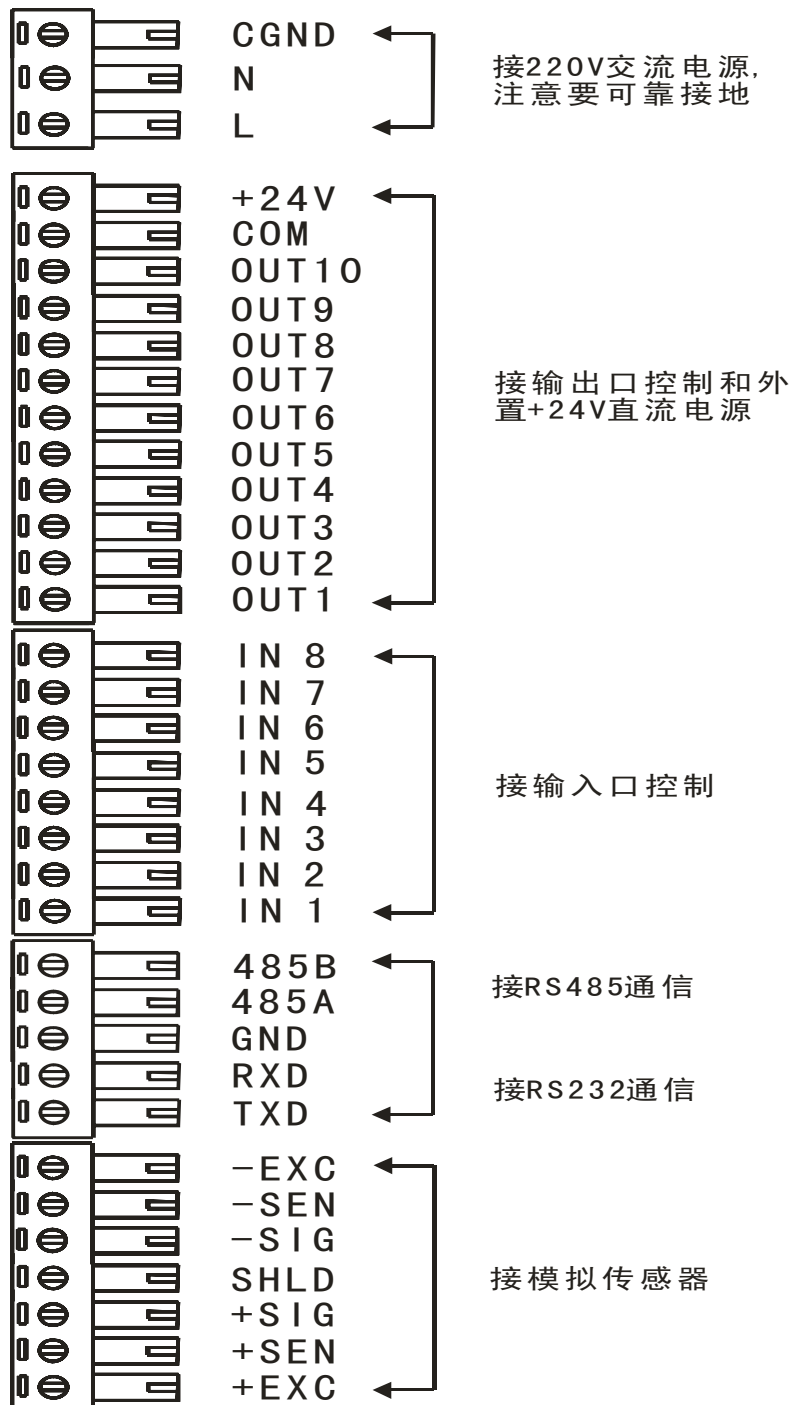 CGND
N
L
接220V交流电源,
注意要可靠接地
+24V
COM
OUT10
OUT9
OUT8
OUT7
OUT6
OUT5
OUT4
OUT3
OUT2
OUT1
接输出口控制和外
置+24V直流电源
IN 8
IN 7
IN 6
IN 5
IN 4
IN 3
IN 2
IN 1
接输入口控制
485B
485A
GND
RXD
TXD
接RS485通信
接RS232通信
-EXC
-SEN
-SIG
SHLD
+SIG
+SEN
+EXC
接模拟传感器